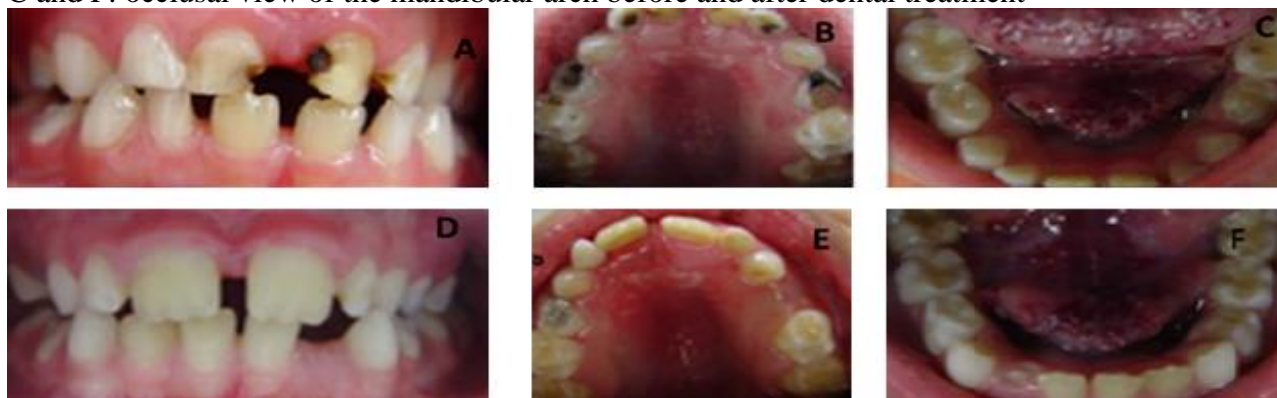 C and F: occlusal view of the mandibular arch before and after dental treatment
A B C
D E F